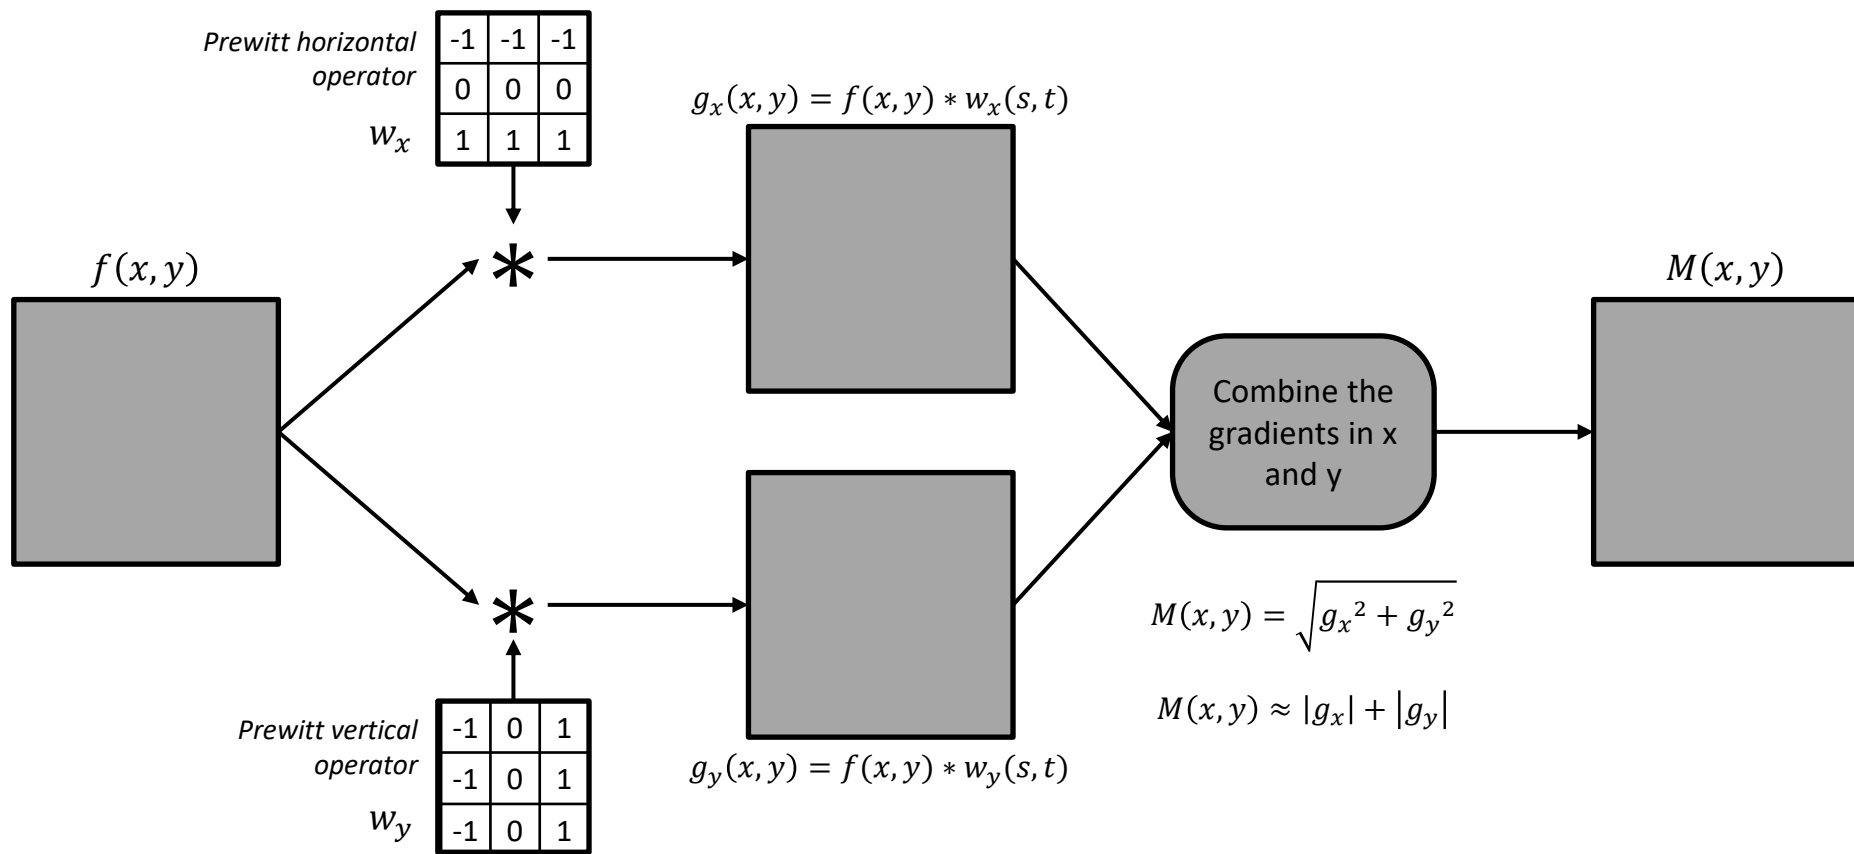 Prewitt horizontal
operator
w_x
-1 -1 -1
0 0 0
1 1 1
g_x(x, y) = f(x, y) ∗ w_x(s, t)
f(x, y)
*
M(x, y)
Combine the
gradients in x
and y
*
M(x, y) = √(g_x² + g_y²)
M(x, y) ≈ |g_x| + |g_y|
Prewitt vertical
operator
w_y
-1 0 1
-1 0 1
-1 0 1
g_y(x, y) = f(x, y) ∗ w_y(s, t)